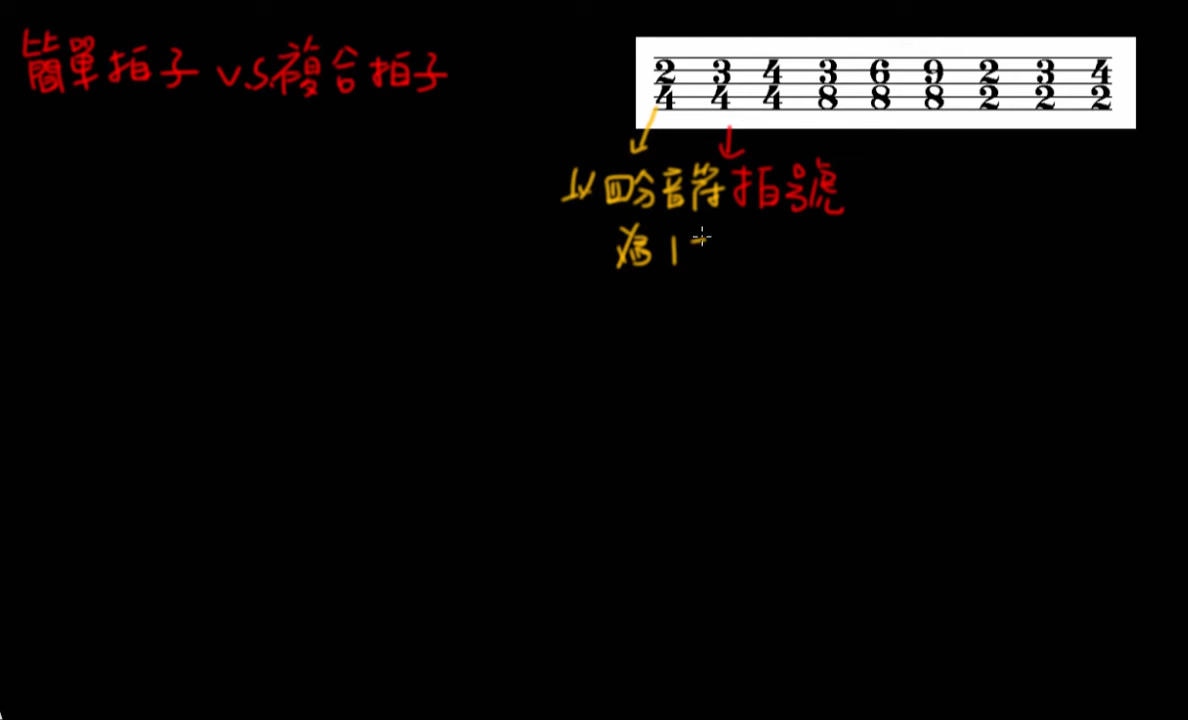 簡單拍子 vs.複合拍子
2 3 4 3 6 9 2 3 4
4 4 4 8 8 8 2 2 2
以四分音符
為1
拍號